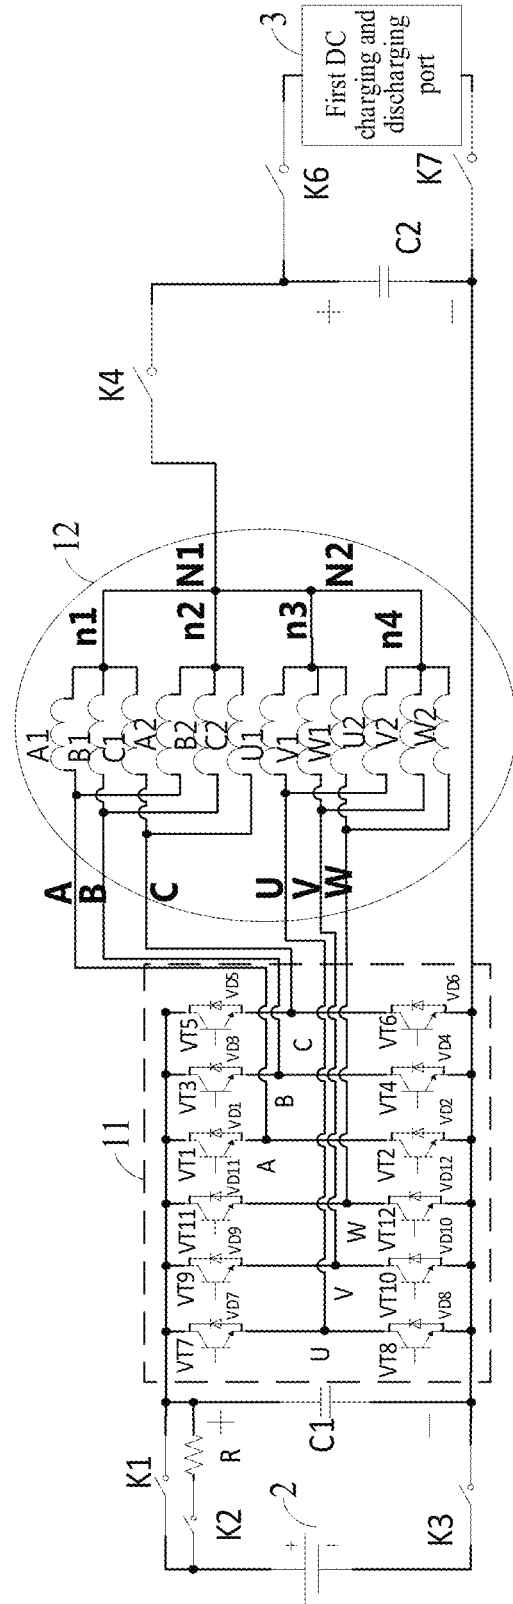 3
First DC
charging and
discharging
port
K6
K7
C2
+
−
K4
12
N1
N2
n1
n2
n3
n4
A1
B1
C1
A2
B2
C2
U1
V1
W1
U2
V2
W2
A
B
C
U
V
W
11
VT5
VD5
VT3
VD3
VT1
VD1
VT11
VD11
VT9
VD9
VT7
VD7
C
B
A
W
V
U
VT6
VD6
VT4
VD4
VT2
VD2
VT12
VD12
VT10
VD10
VT8
VD8
K1
R
K2
+
C1
−
2
+
-
K3